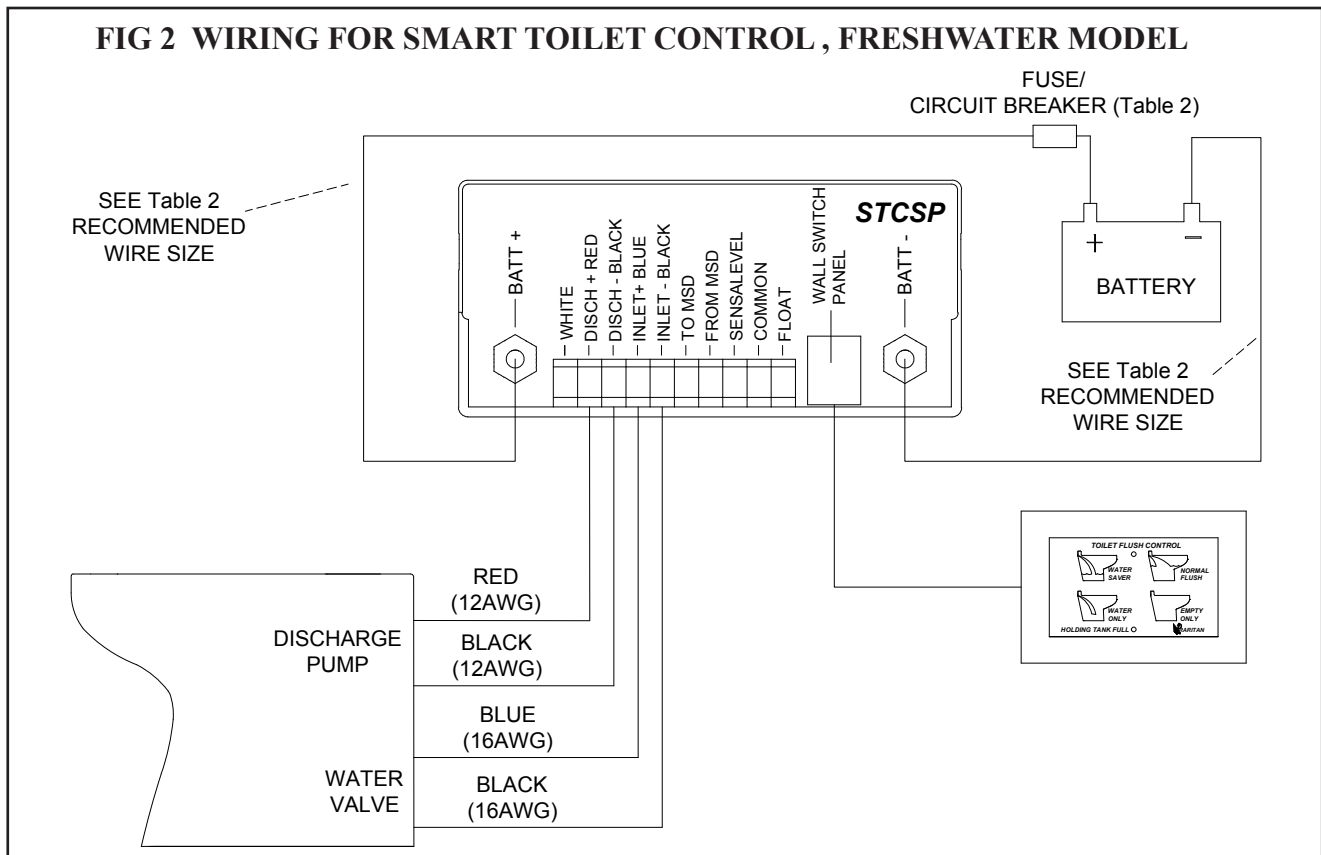 FIG 2 WIRING FOR SMART TOILET CONTROL , FRESHWATER MODEL
FUSE/
CIRCUIT BREAKER (Table 2)
SEE Table 2
RECOMMENDED
WIRE SIZE
STCSP
BATT +
WHITE
DISCH + RED
DISCH - BLACK
INLET+ BLUE
INLET - BLACK
TO MSD
FROM MSD
SENSALEVEL
COMMON
FLOAT
WALL SWITCH
PANEL
BATT -
+
−
BATTERY
SEE Table 2
RECOMMENDED
WIRE SIZE
TOILET FLUSH CONTROL
WATER
SAVER
NORMAL
FLUSH
WATER
ONLY
EMPTY
ONLY
HOLDING TANK FULL
RARITAN
RED
(12AWG)
DISCHARGE
PUMP
BLACK
(12AWG)
BLUE
(16AWG)
WATER
VALVE
BLACK
(16AWG)